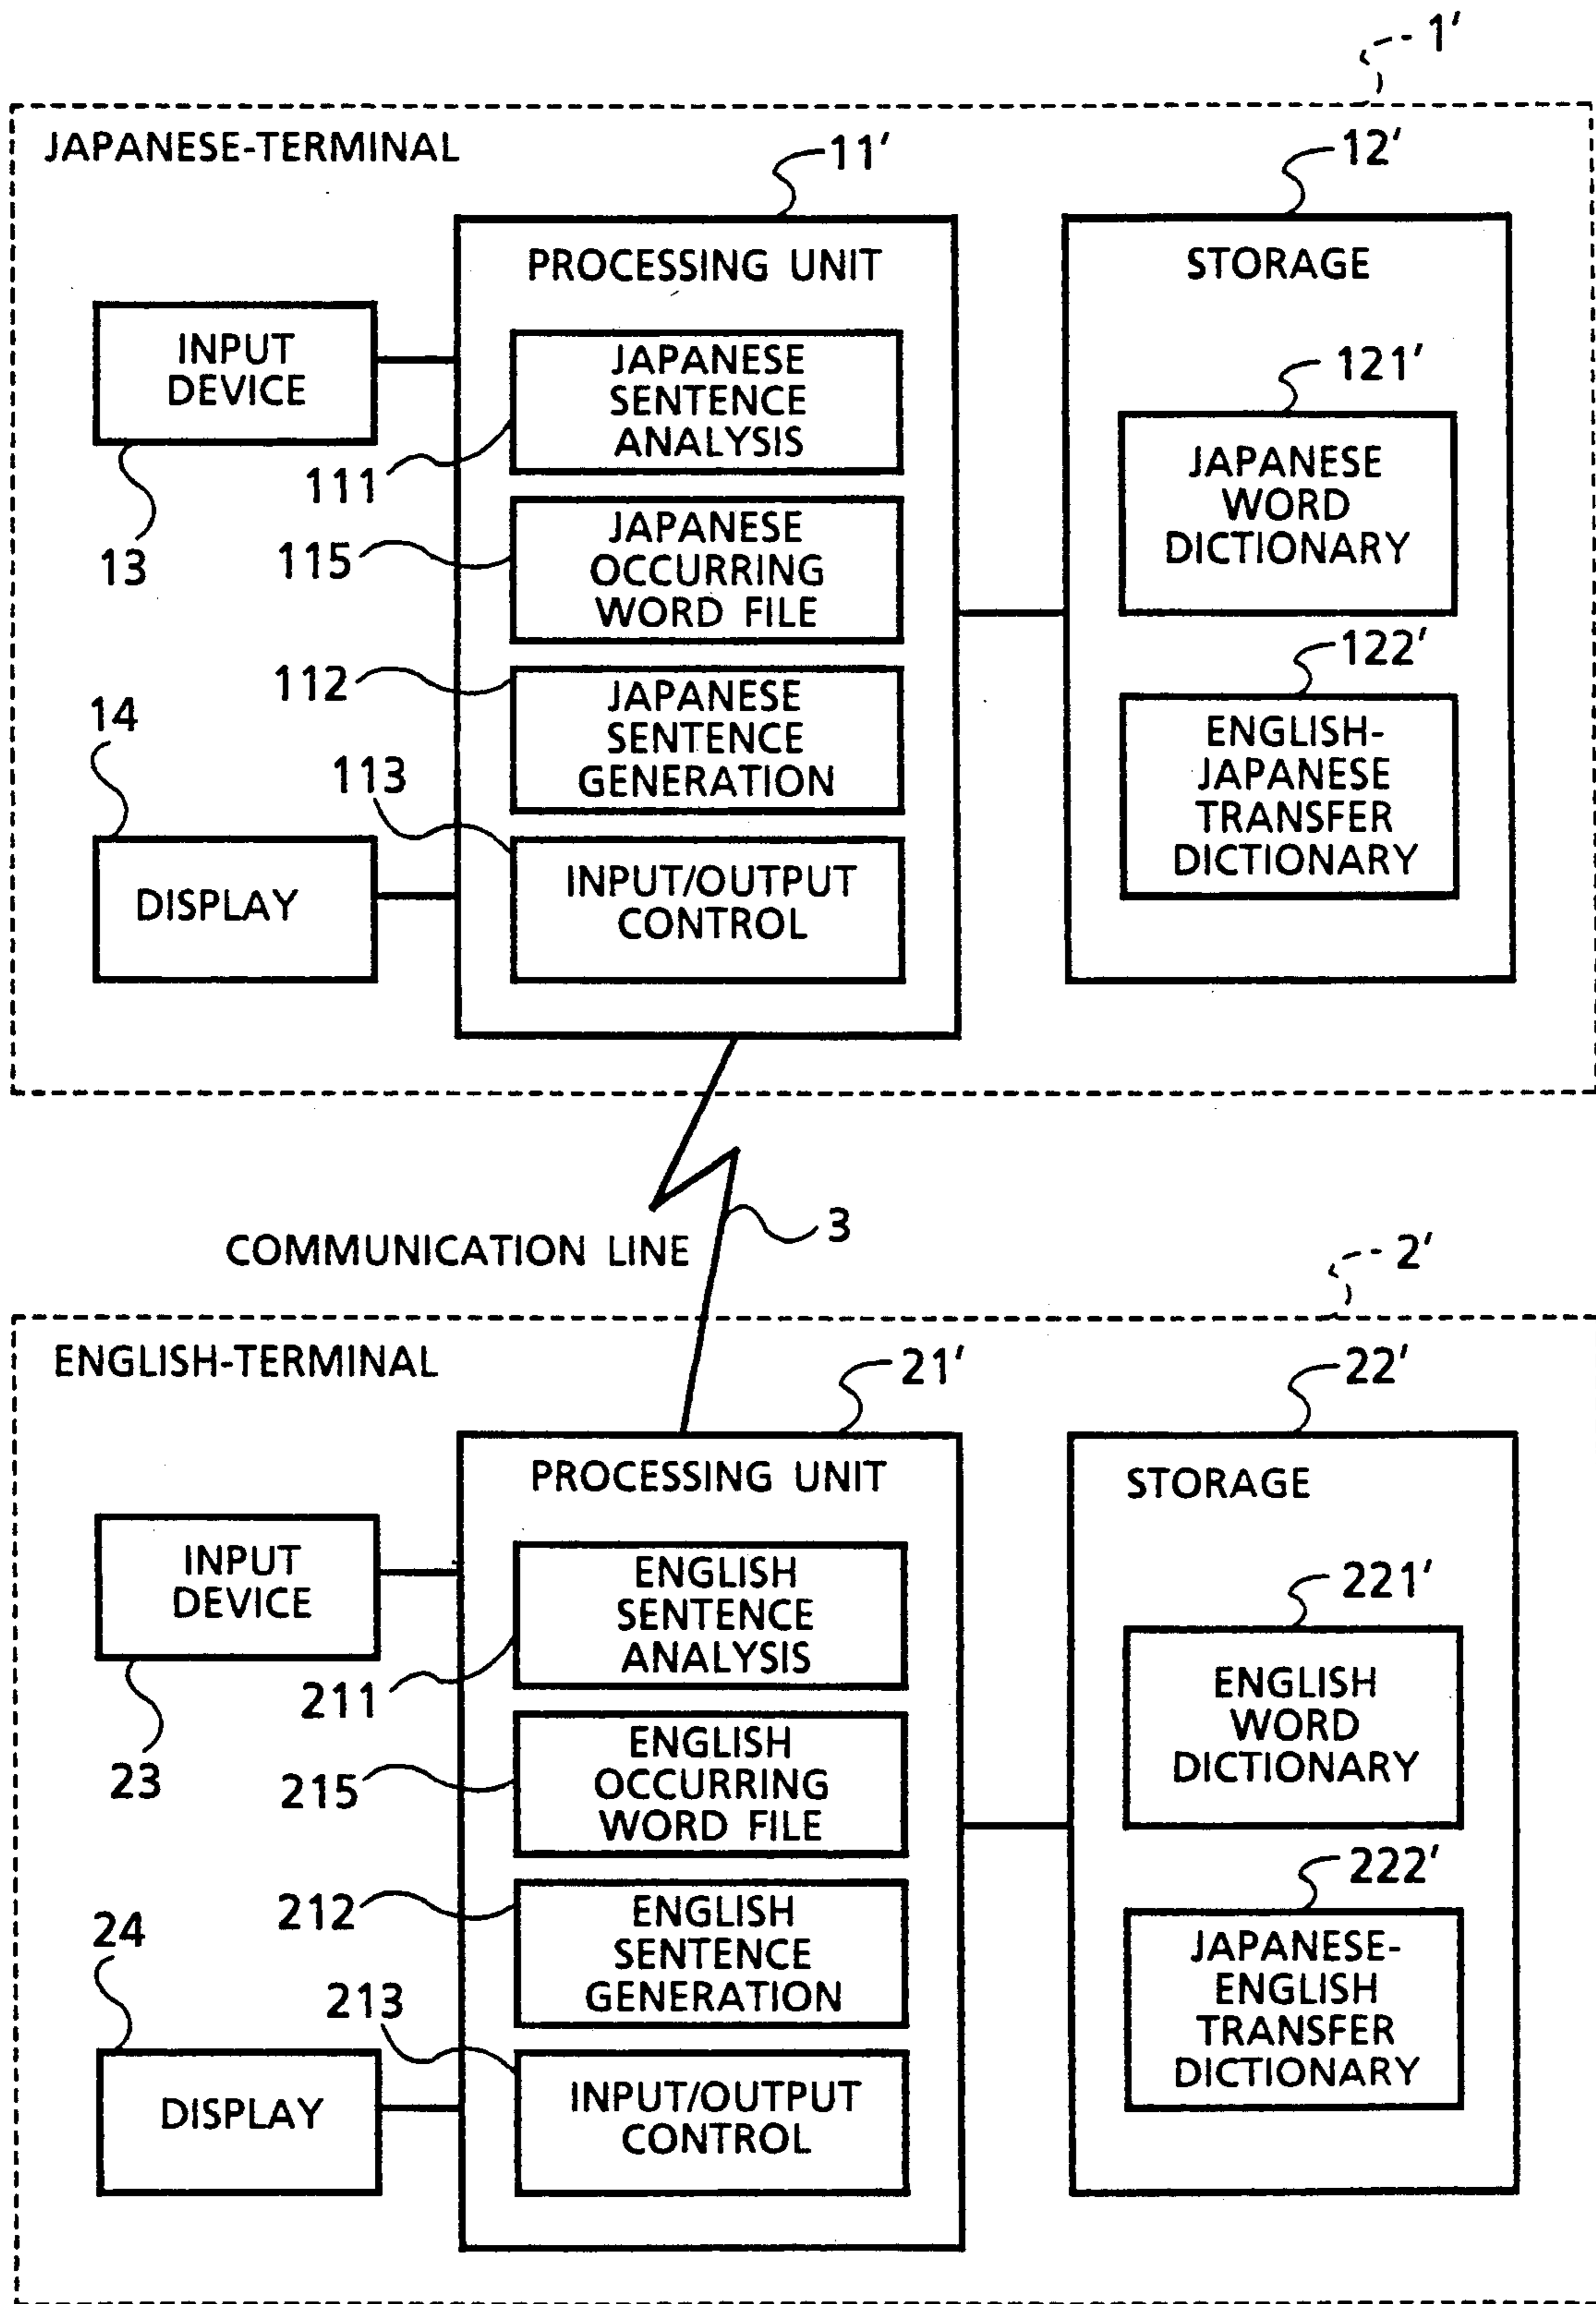 1'
JAPANESE-TERMINAL
11'
12'
PROCESSING UNIT
STORAGE
INPUT
DEVICE
13
JAPANESE
SENTENCE
ANALYSIS
111
121'
JAPANESE
WORD
DICTIONARY
115
JAPANESE
OCCURRING
WORD FILE
112
JAPANESE
SENTENCE
GENERATION
122'
ENGLISH-
JAPANESE
TRANSFER
DICTIONARY
14
DISPLAY
113
INPUT/OUTPUT
CONTROL
COMMUNICATION LINE
3
2'
ENGLISH-TERMINAL
21'
22'
PROCESSING UNIT
STORAGE
INPUT
DEVICE
23
ENGLISH
SENTENCE
ANALYSIS
211
221'
ENGLISH
WORD
DICTIONARY
215
ENGLISH
OCCURRING
WORD FILE
212
ENGLISH
SENTENCE
GENERATION
222'
JAPANESE-
ENGLISH
TRANSFER
DICTIONARY
24
DISPLAY
213
INPUT/OUTPUT
CONTROL